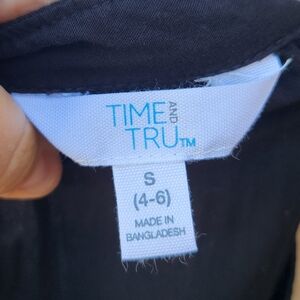 TIME AND
TRU™
S
(4-6)
MADE IN
BANGLADESH